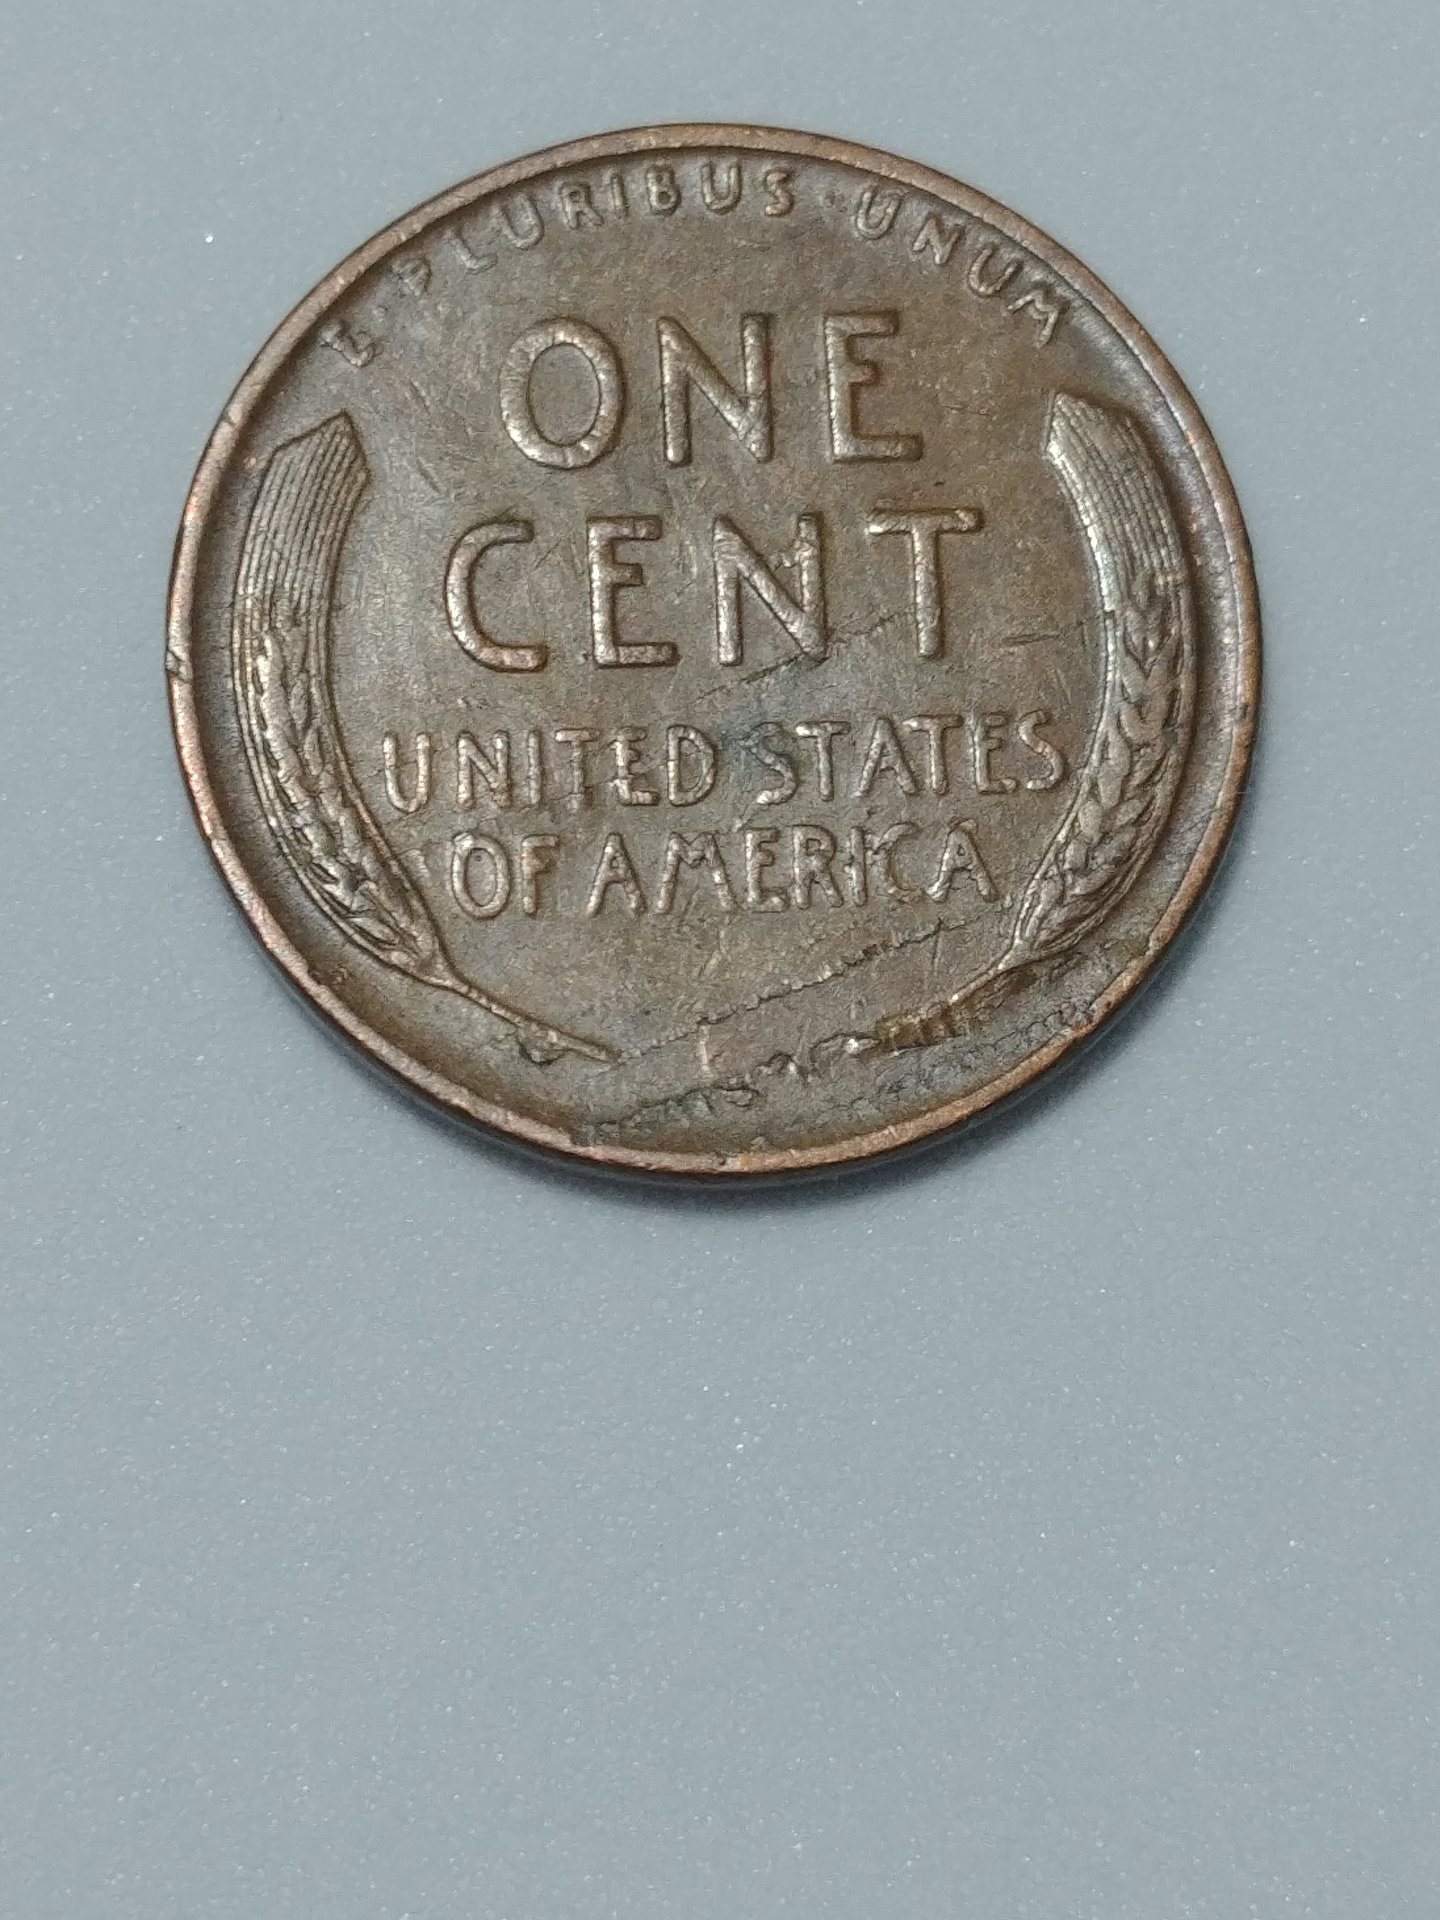 E · PLURIBUS · UNUM
ONE
CENT
UNITED STATES
OF AMERICA